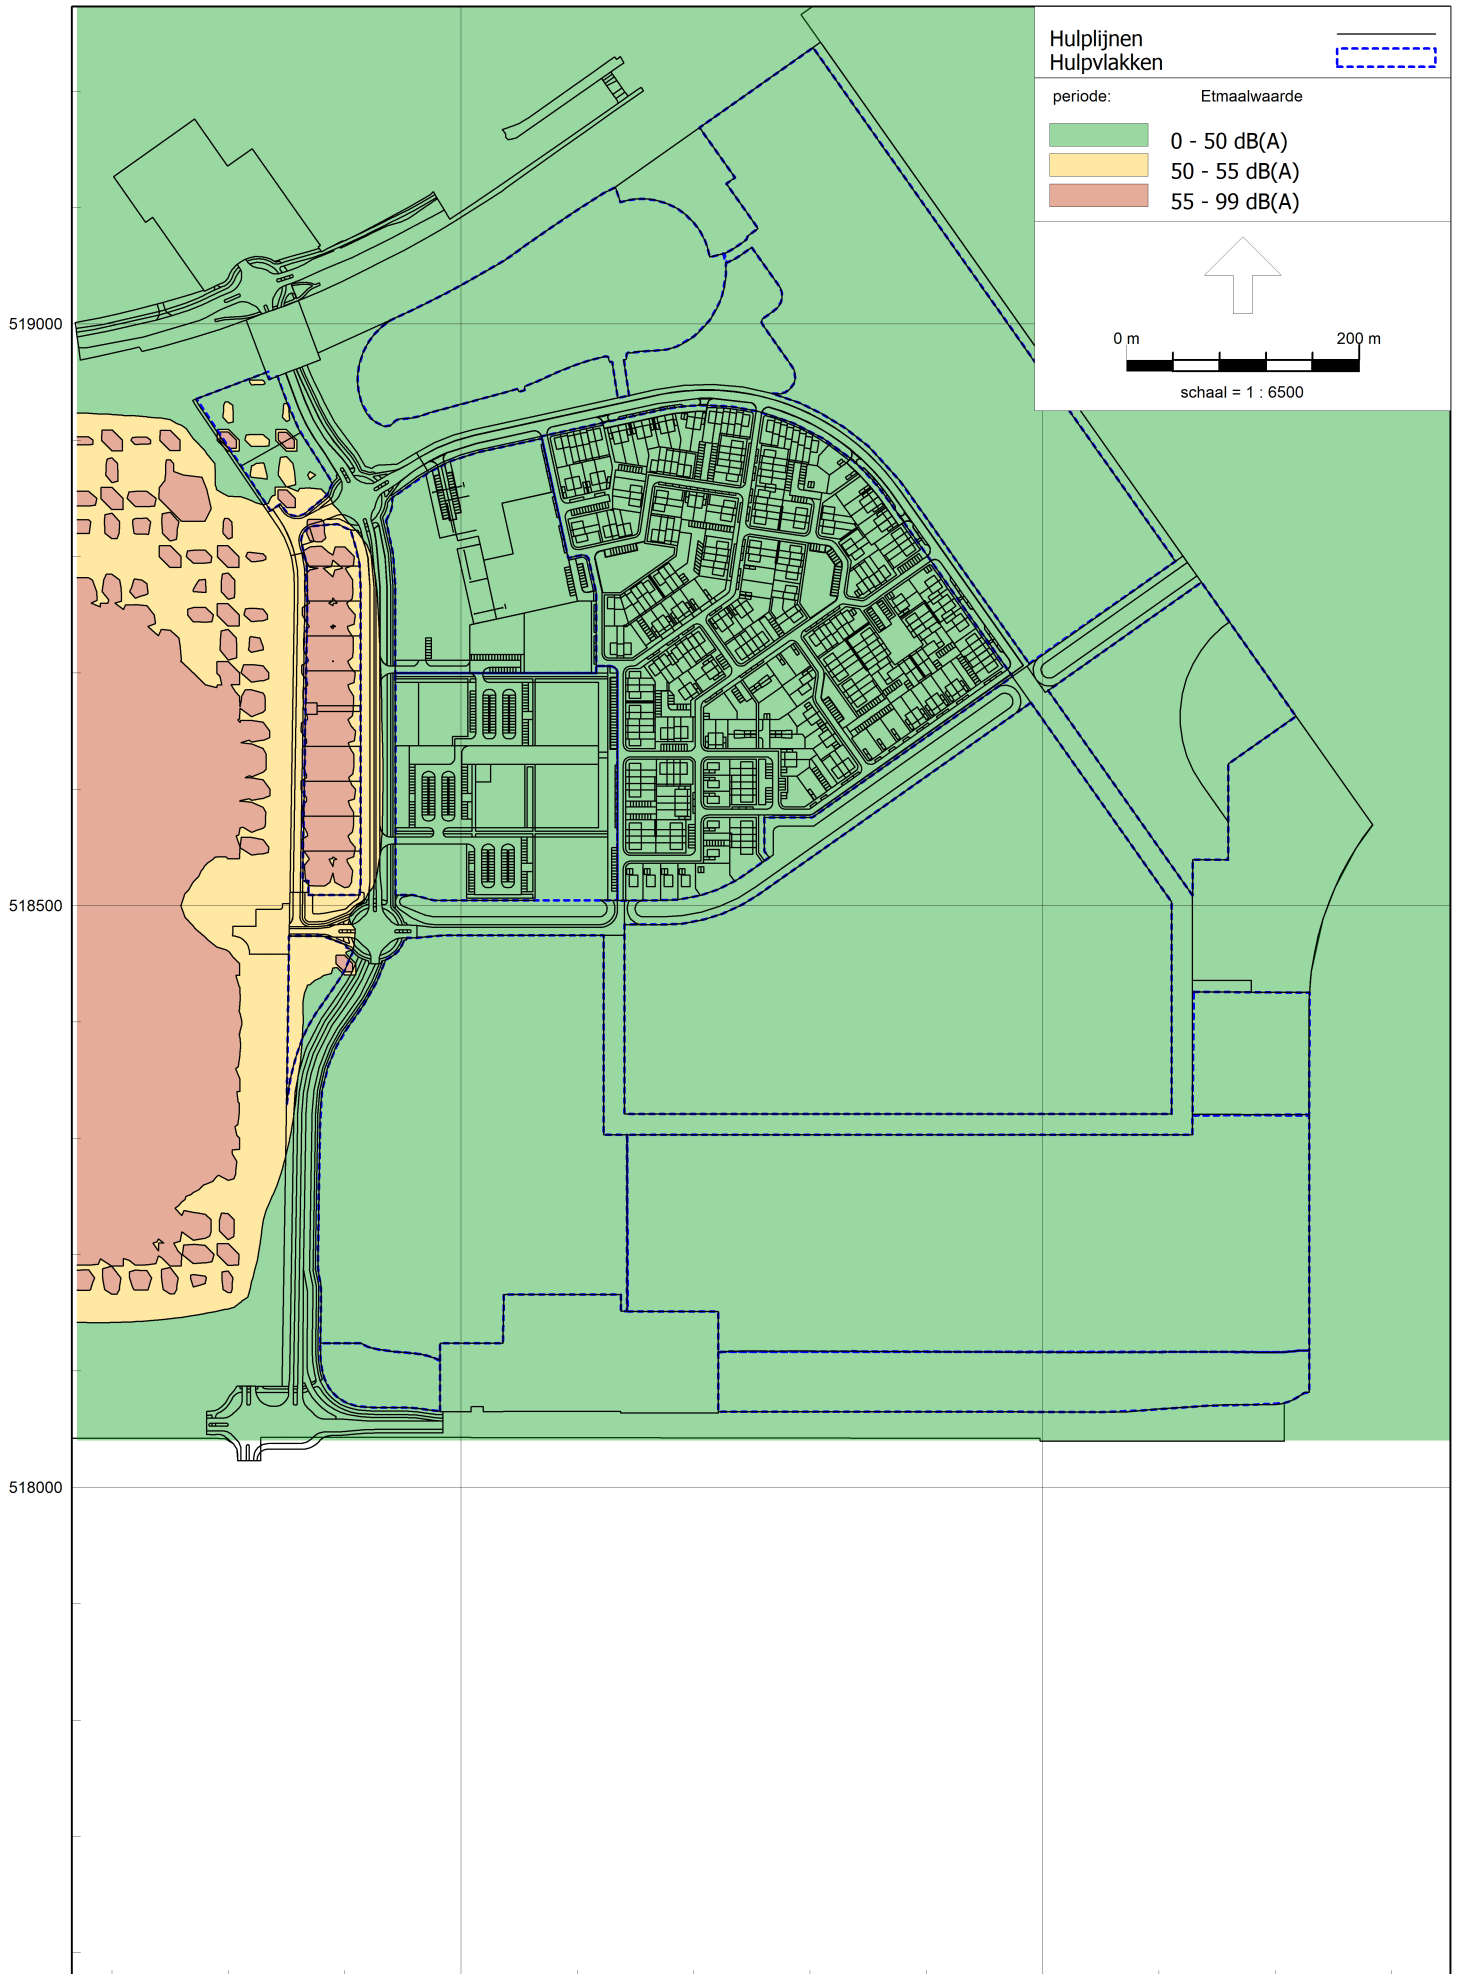 Hulplijnen
Hulpvlakken
periode: Etmaalwaarde
0 - 50 dB(A)
50 - 55 dB(A)
55 - 99 dB(A)
0 m 200 m
schaal = 1 : 6500
519000
518500
518000